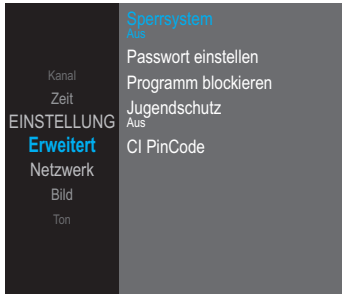 Kanal
Zeit
EINSTELLUNG
Erweitert
Netzwerk
Bild
Ton
Sperrsystem
Aus
Passwort einstellen
Programm blockieren
Jugendschutz
Aus
CI PinCode